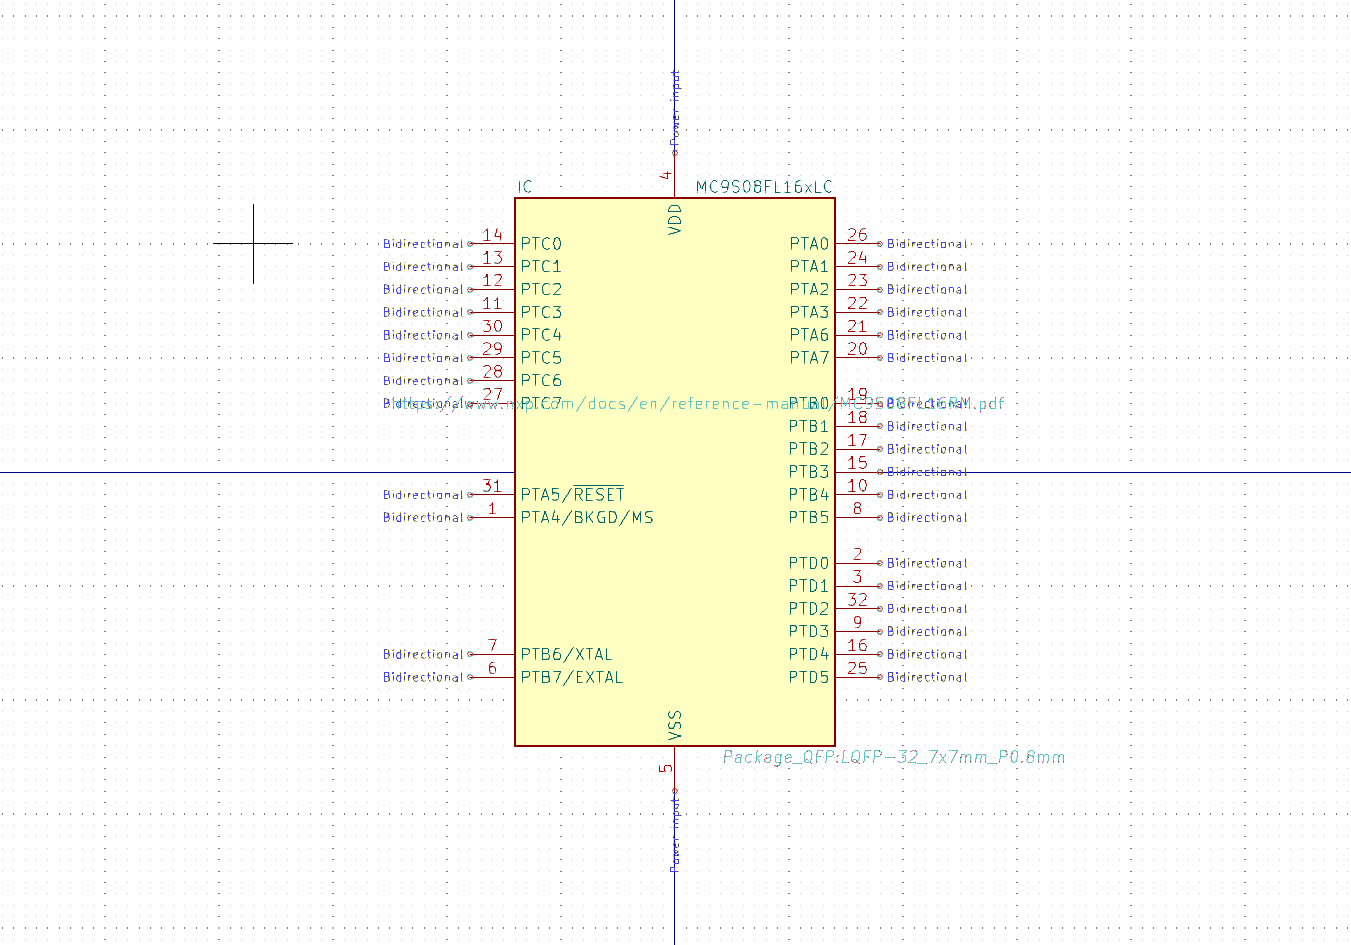 Power input
4
IC MC9S08FL16xLC
VDD
Bidirectional 14 PTC0 PTA0 26 Bidirectional
Bidirectional 13 PTC1 PTA1 24 Bidirectional
Bidirectional 12 PTC2 PTA2 23 Bidirectional
Bidirectional 11 PTC3 PTA3 22 Bidirectional
Bidirectional 30 PTC4 PTA6 21 Bidirectional
Bidirectional 29 PTC5 PTA7 20 Bidirectional
Bidirectional 28 PTC6
Bidirectional 27 PTC7 PTB0 19 Bidirectional
https://www.nxp.com/docs/en/reference-manual/MC9S08FL16RM.pdf
PTB1 18 Bidirectional
PTB2 17 Bidirectional
PTB3 15 Bidirectional
Bidirectional 31 PTA5/RESET PTB4 10 Bidirectional
Bidirectional 1 PTA4/BKGD/MS PTB5 8 Bidirectional
PTD0 2 Bidirectional
PTD1 3 Bidirectional
PTD2 32 Bidirectional
PTD3 9 Bidirectional
Bidirectional 7 PTB6/XTAL PTD4 16 Bidirectional
Bidirectional 6 PTB7/EXTAL PTD5 25 Bidirectional
VSS
Package_QFP:LQFP-32_7x7mm_P0.8mm
5
Power input